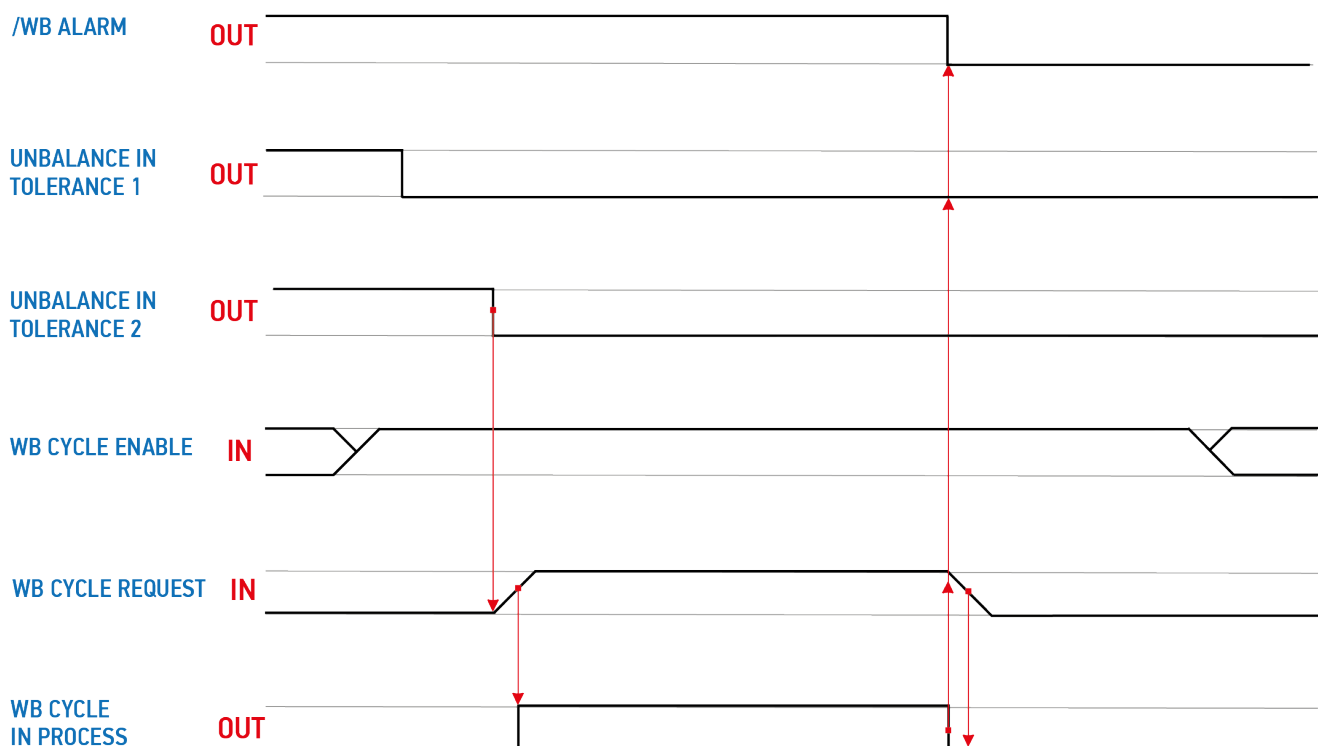 /WB ALARM OUT
UNBALANCE IN
TOLERANCE 1
OUT
UNBALANCE IN
TOLERANCE 2
OUT
WB CYCLE ENABLE IN
WB CYCLE REQUEST IN
WB CYCLE
IN PROCESS
OUT